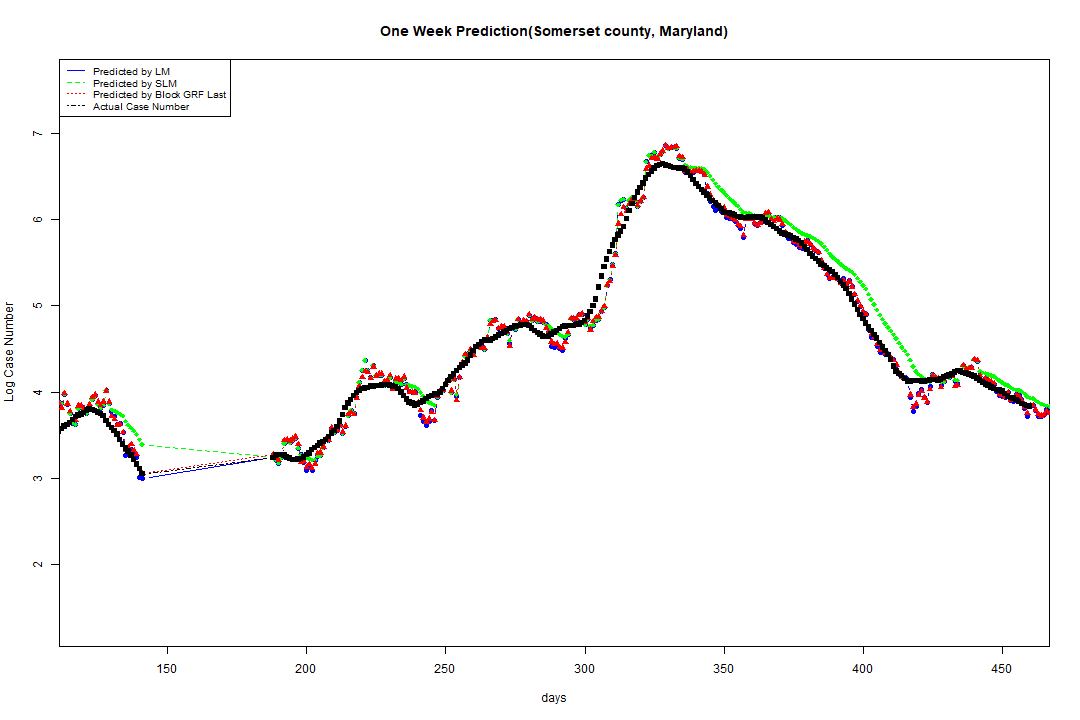 One Week Prediction(Somerset county, Maryland)
Predicted by LM
Predicted by SLM
Predicted by Block GRF Last
Actual Case Number
7
6
5
4
3
2
Log Case Number
150 200 250 300 350 400 450
days